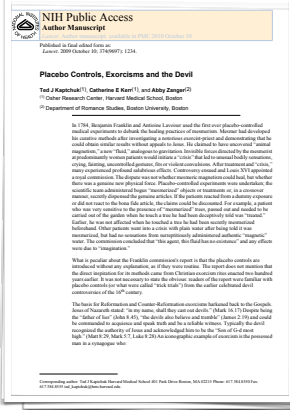 NATIONAL INSTITUTES OF HEALTH
NIH Public Access
Author Manuscript
Lancet. Author manuscript; available in PMC 2010 October 10
Published in final edited form as:
Lancet. 2009 October 10; 374(9697): 1234.
Placebo Controls, Exorcisms and the Devil
Ted J Kaptchuk(1), Catherine E Kerr(1), and Abby Zanger(2)
(1) Osher Research Center, Harvard Medical School, Boston
(2) Department of Romance Studies, Boston University, Boston
In 1784, Benjamin Franklin and Antoine Lavoisier used the first ever placebo-controlled
medical experiments to debunk the healing practices of mesmerism. Mesmer had developed
his curative methods after investigating a notorious exorcist-priest and demonstrating that he
could obtain similar results without appeals to Jesus. He claimed to have uncovered "animal
magnetism," a new "fluid," analogous to gravitation. Invisible forces directed by the mesmerist
at predominantly women patients would initiate a "crisis" that led to unusual bodily sensations,
crying, fainting, uncontrolled gestures, fits or violent convulsions. After treatment and "crisis,"
many experienced profound salubrious effects. Controversy ensued and Louis XVI appointed
a royal commission. The dispute was not whether mesmeric magnetism could heal, but whether
there was a genuine new physical force. Placebo-controlled experiments were undertaken; the
scientific team administered bogus "mesmerized" objects or treatments or, in a crossover
manner, secretly dispensed the genuine articles. If the patients reacted from a dummy exposure
or did not react to the bona fide article, the claims could be discounted. For example, a patient
who was very sensitive to the presence of "mesmerized" trees, passed out and needed to be
carried out of the garden when he touch a tree he had been deceptively told was "treated."
Earlier, he was not affected when he touched a tree he had been secretly mesmerized
beforehand. Other patients went into a crisis with plain water after being told it was
mesmerized, but had no sensations from surreptitiously administered authentic "magnetic"
water. The commission concluded that "this agent, this fluid has no existence" and any effects
were due to "imagination."
What is peculiar about the Franklin commission's report is that the placebo controls are
introduced without any explanation, as if they were routine. The report does not mention that
the direct inspiration for its methods came from Christian exorcism rites enacted two hundred
years earlier. It was not necessary to state the obvious: readers of the report were familiar with
placebo controls (or what were called "trick trials") from the earlier celebrated devil
controversies of the 16th century.
The basis for Reformation and Counter-Reformation exorcisms harkened back to the Gospels.
Jesus of Nazareth stated: "in my name, shall they cast out devils." (Mark 16:17) Despite being
the "father of lies" (John 8:45), "the devils also believe and tremble" (James 2:19) and could
be commanded to acquiesce and speak truth and be a reliable witness. Typically the devil
recognized the authority of Jesus and acknowledged him to be the "Son of G-d most
high." (Matt 8:29, Mark 5:7, Luke 8:28) An iconographic example of exorcism is the possessed
man in a synagogue who:
Corresponding author: Ted J Kaptchuk Harvard Medical School 401 Park Drive Boston, MA 02215 Phone: 617.384.8550 Fax:
617.384.8555 ted_kaptchuk@hms.harvard.edu.